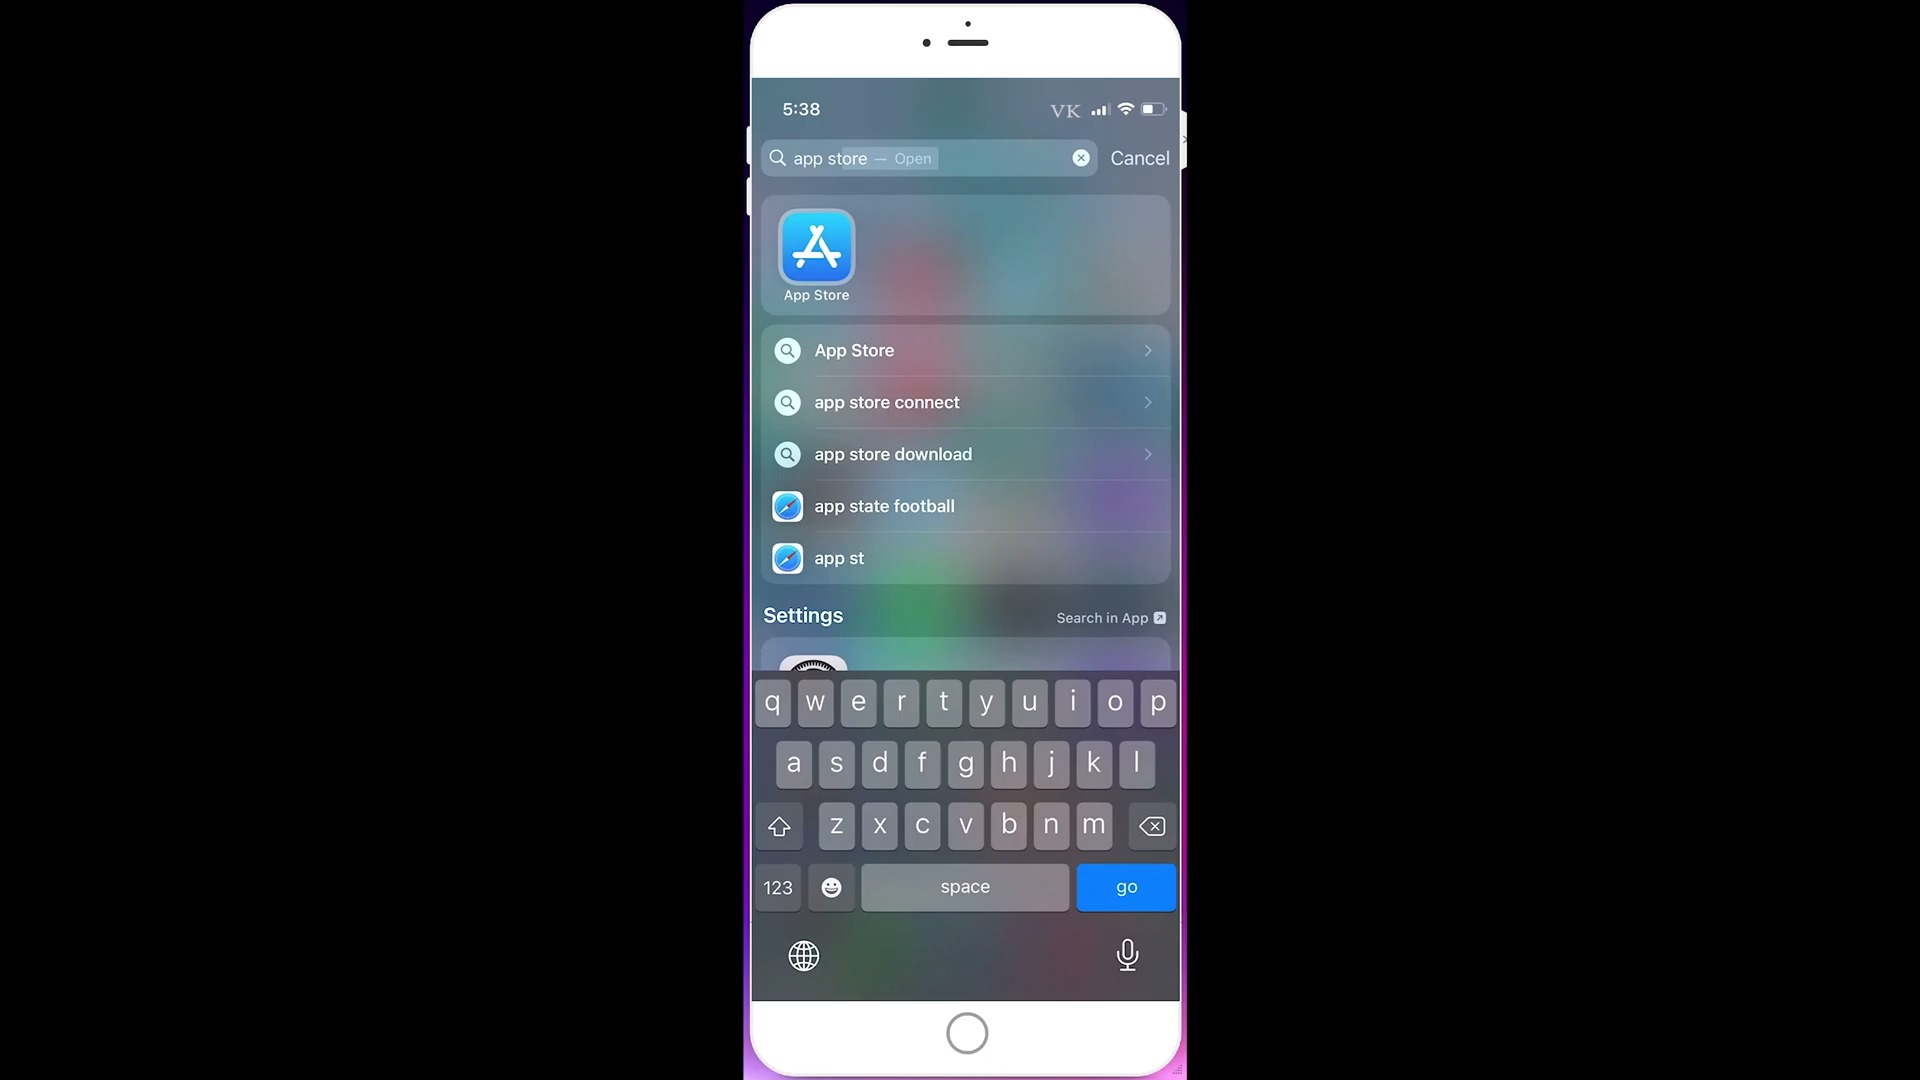 5:38 VK
app store — Open Cancel
App Store
App Store
app store connect
app store download
app state football
app st
Settings Search in App
q w e r t y u i o p
a s d f g h j k l
z x c v b n m
123 space go